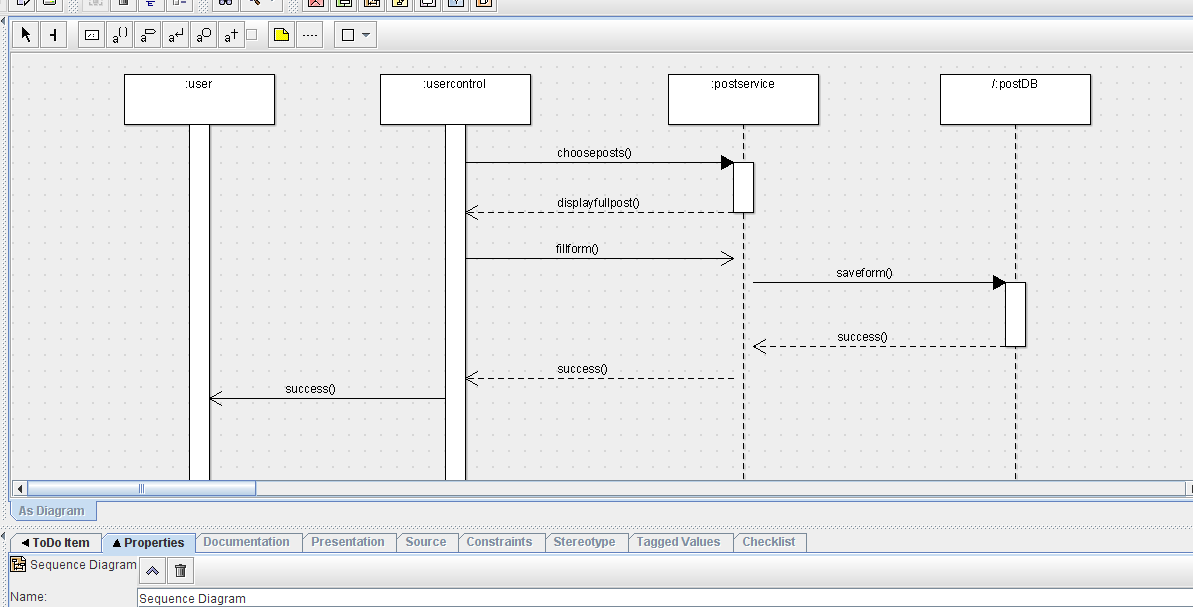 a() a
:user :usercontrol :postservice /:postDB
chooseposts()
displayfullpost()
fillform()
saveform()
success()
success()
success()
As Diagram
ToDo Item Properties Documentation Presentation Source Constraints Stereotype Tagged Values Checklist
Sequence Diagram
Name: Sequence Diagram